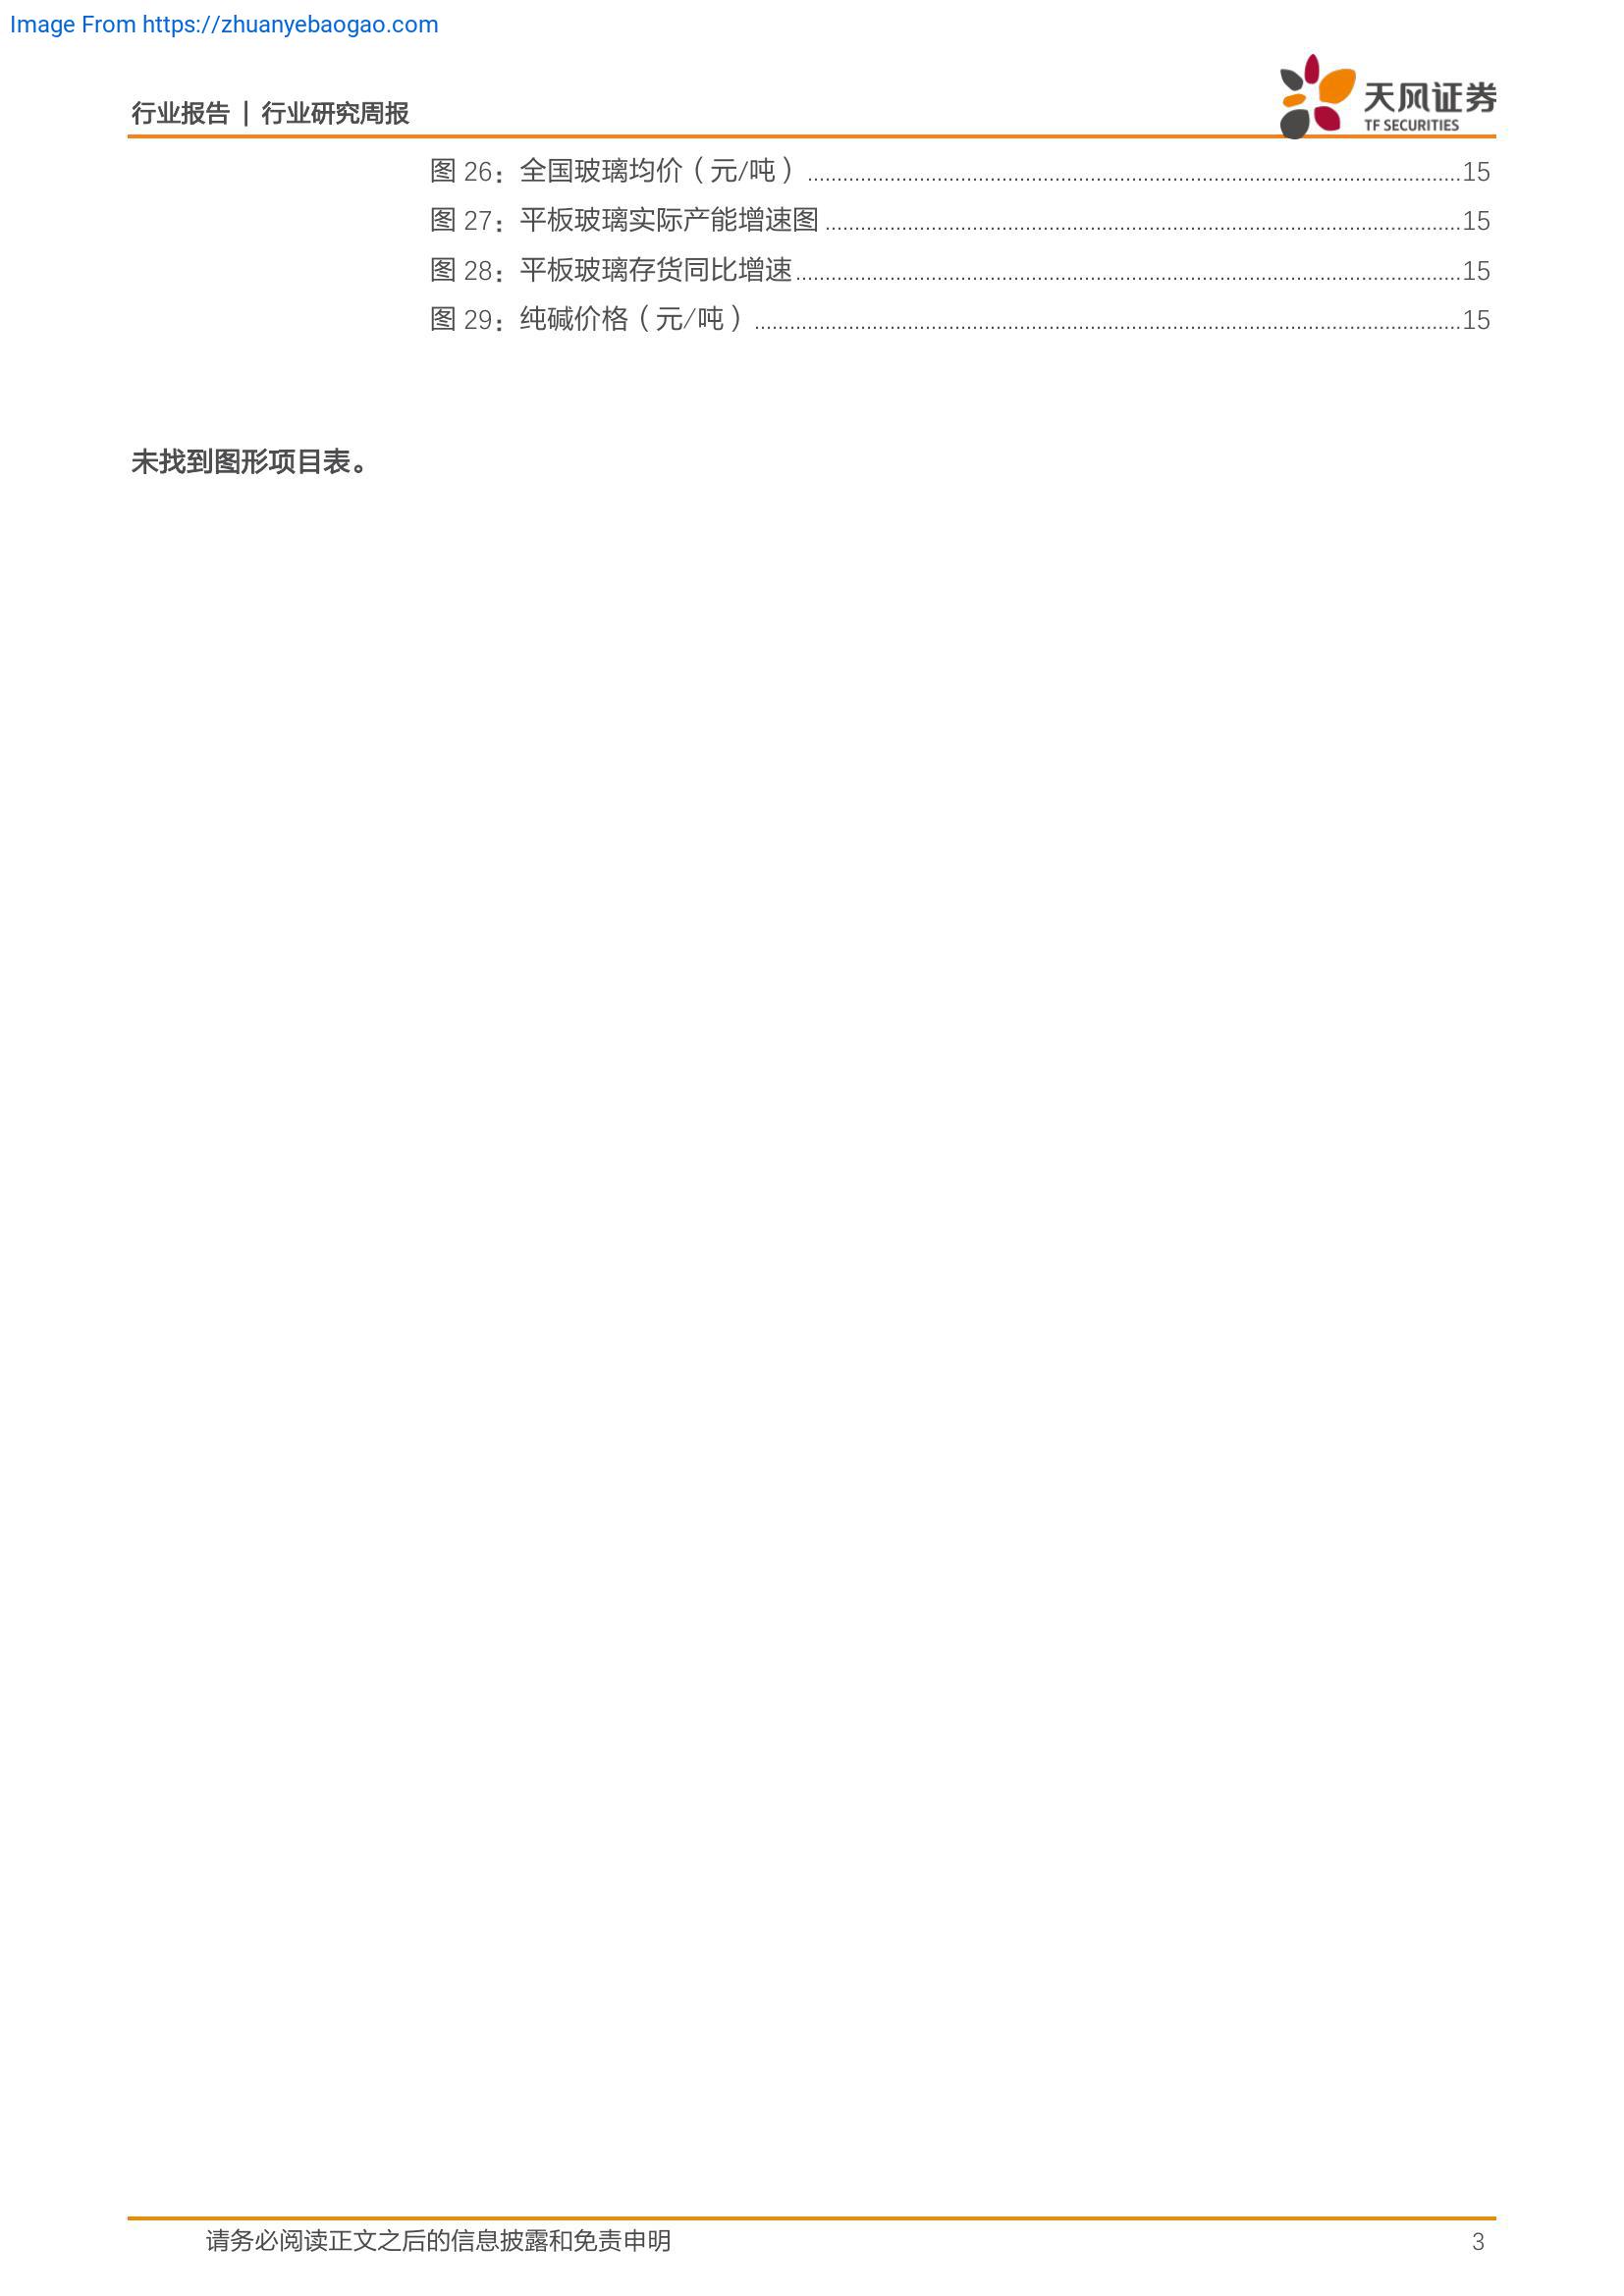 Image From https://zhuanyebaogao.com
行业报告 | 行业研究周报
天风证券
TF SECURITIES
图 26：全国玻璃均价（元/吨）........................................15
图 27：平板玻璃实际产能增速图........................................15
图 28：平板玻璃存货同比增速........................................15
图 29：纯碱价格（元/吨）........................................15
未找到图形项目表。
请务必阅读正文之后的信息披露和免责申明 3